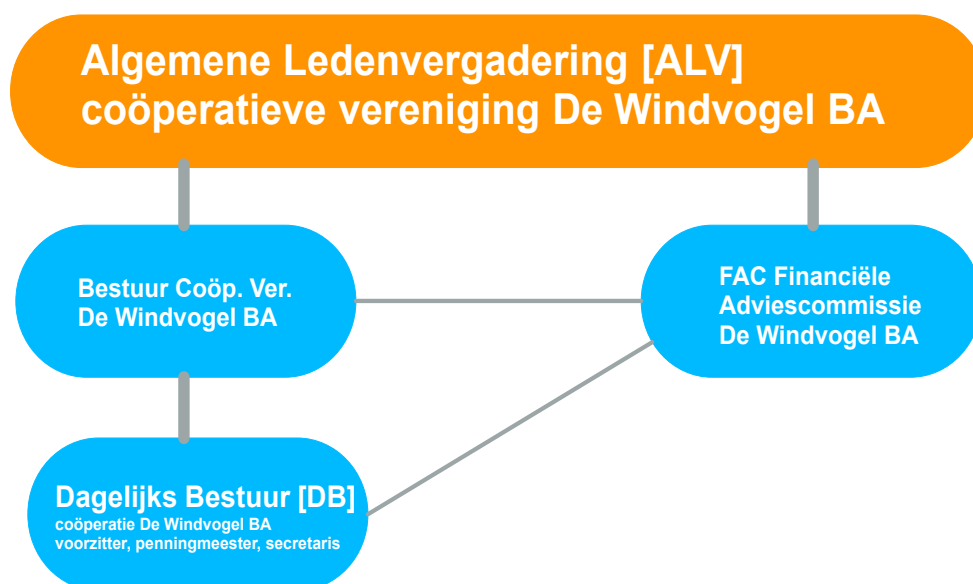 Algemene Ledenvergadering [ALV]
coöperatieve vereniging De Windvogel BA
Bestuur Coöp. Ver.
De Windvogel BA
FAC Financiële
Adviescommissie
De Windvogel BA
Dagelijks Bestuur [DB]
coöperatie De Windvogel BA
voorzitter, penningmeester, secretaris